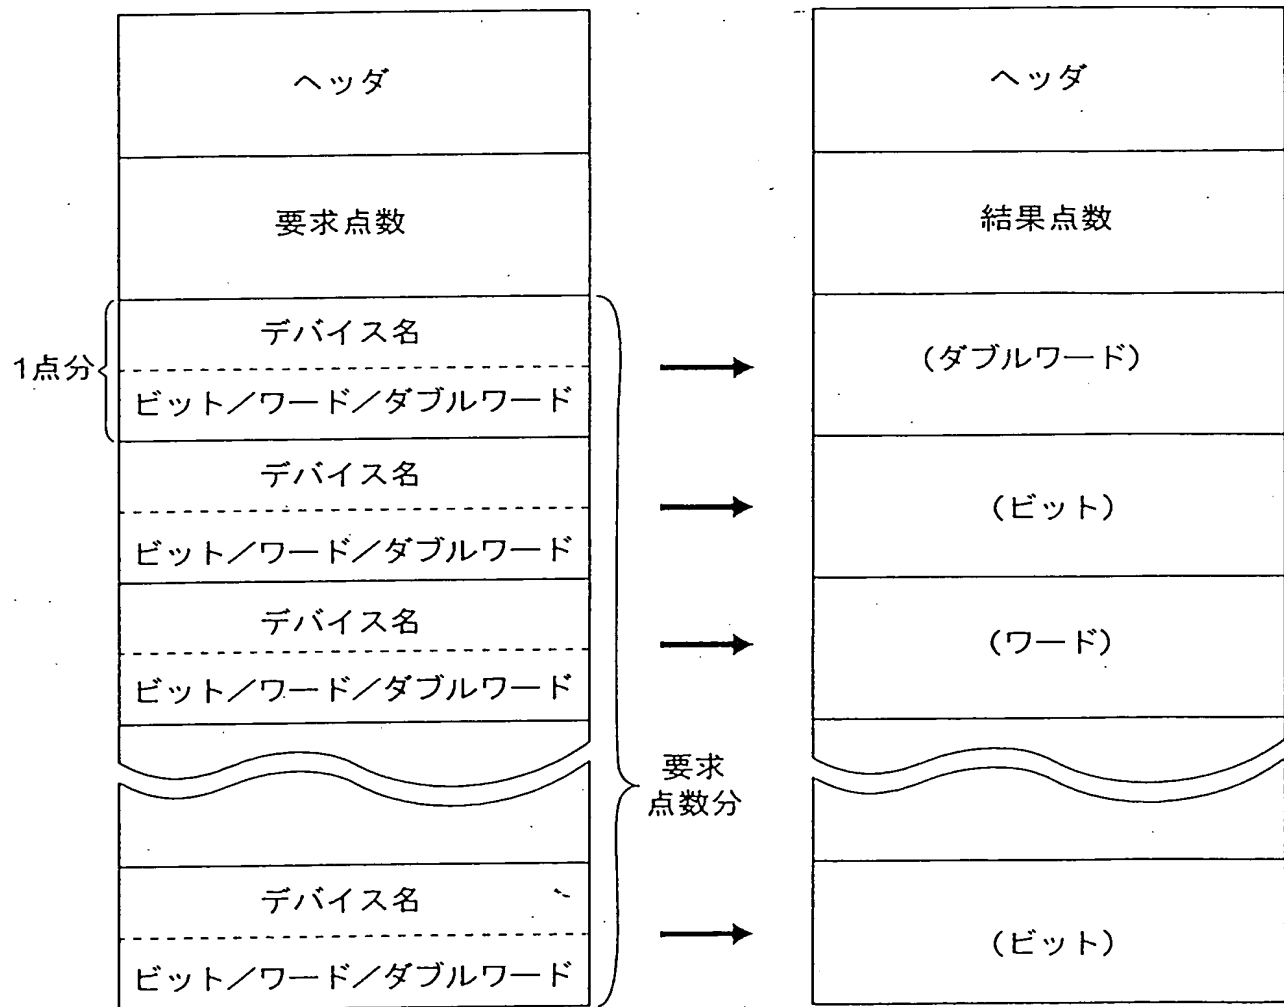 ヘッダ
要求点数
1点分
デバイス名
ビット／ワード／ダブルワード
デバイス名
ビット／ワード／ダブルワード
デバイス名
ビット／ワード／ダブルワード
要求
点数分
デバイス名
ビット／ワード／ダブルワード
ヘッダ
結果点数
(ダブルワード)
(ビット)
(ワード)
(ビット)